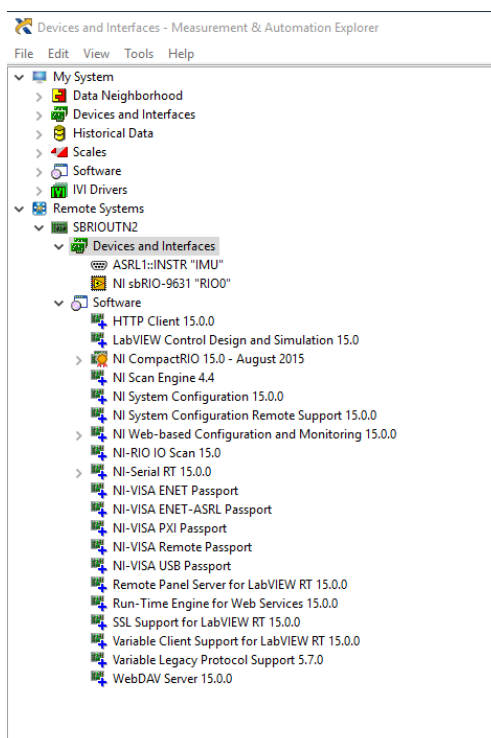 Devices and Interfaces - Measurement & Automation Explorer
File Edit View Tools Help
My System
Data Neighborhood
Devices and Interfaces
Historical Data
Scales
Software
IVI Drivers
Remote Systems
SBRIOUTN2
Devices and Interfaces
ASRL1::INSTR "IMU"
NI sbRIO-9631 "RIO0"
Software
HTTP Client 15.0.0
LabVIEW Control Design and Simulation 15.0
NI CompactRIO 15.0 - August 2015
NI Scan Engine 4.4
NI System Configuration 15.0.0
NI System Configuration Remote Support 15.0.0
NI Web-based Configuration and Monitoring 15.0.0
NI-RIO IO Scan 15.0
NI-Serial RT 15.0.0
NI-VISA ENET Passport
NI-VISA ENET-ASRL Passport
NI-VISA PXI Passport
NI-VISA Remote Passport
NI-VISA USB Passport
Remote Panel Server for LabVIEW RT 15.0.0
Run-Time Engine for Web Services 15.0.0
SSL Support for LabVIEW RT 15.0.0
Variable Client Support for LabVIEW RT 15.0.0
Variable Legacy Protocol Support 5.7.0
WebDAV Server 15.0.0